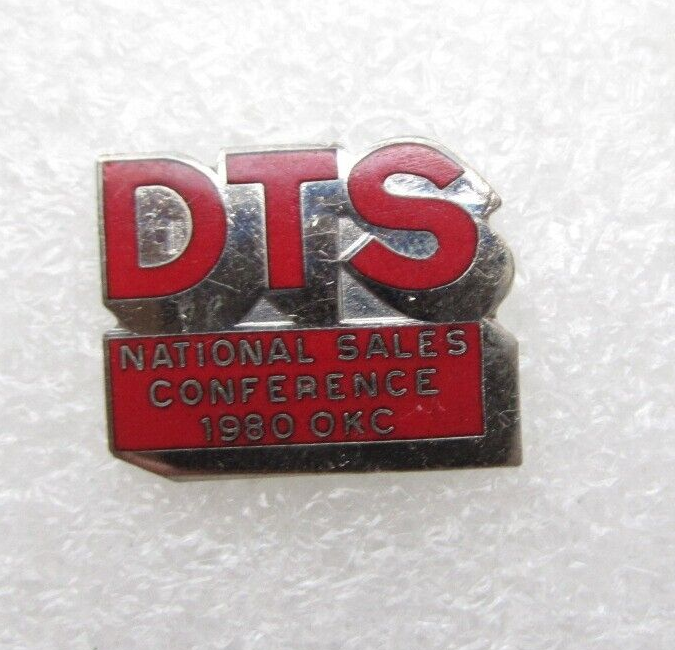 DTS
NATIONAL SALES
CONFERENCE
1980 OKC